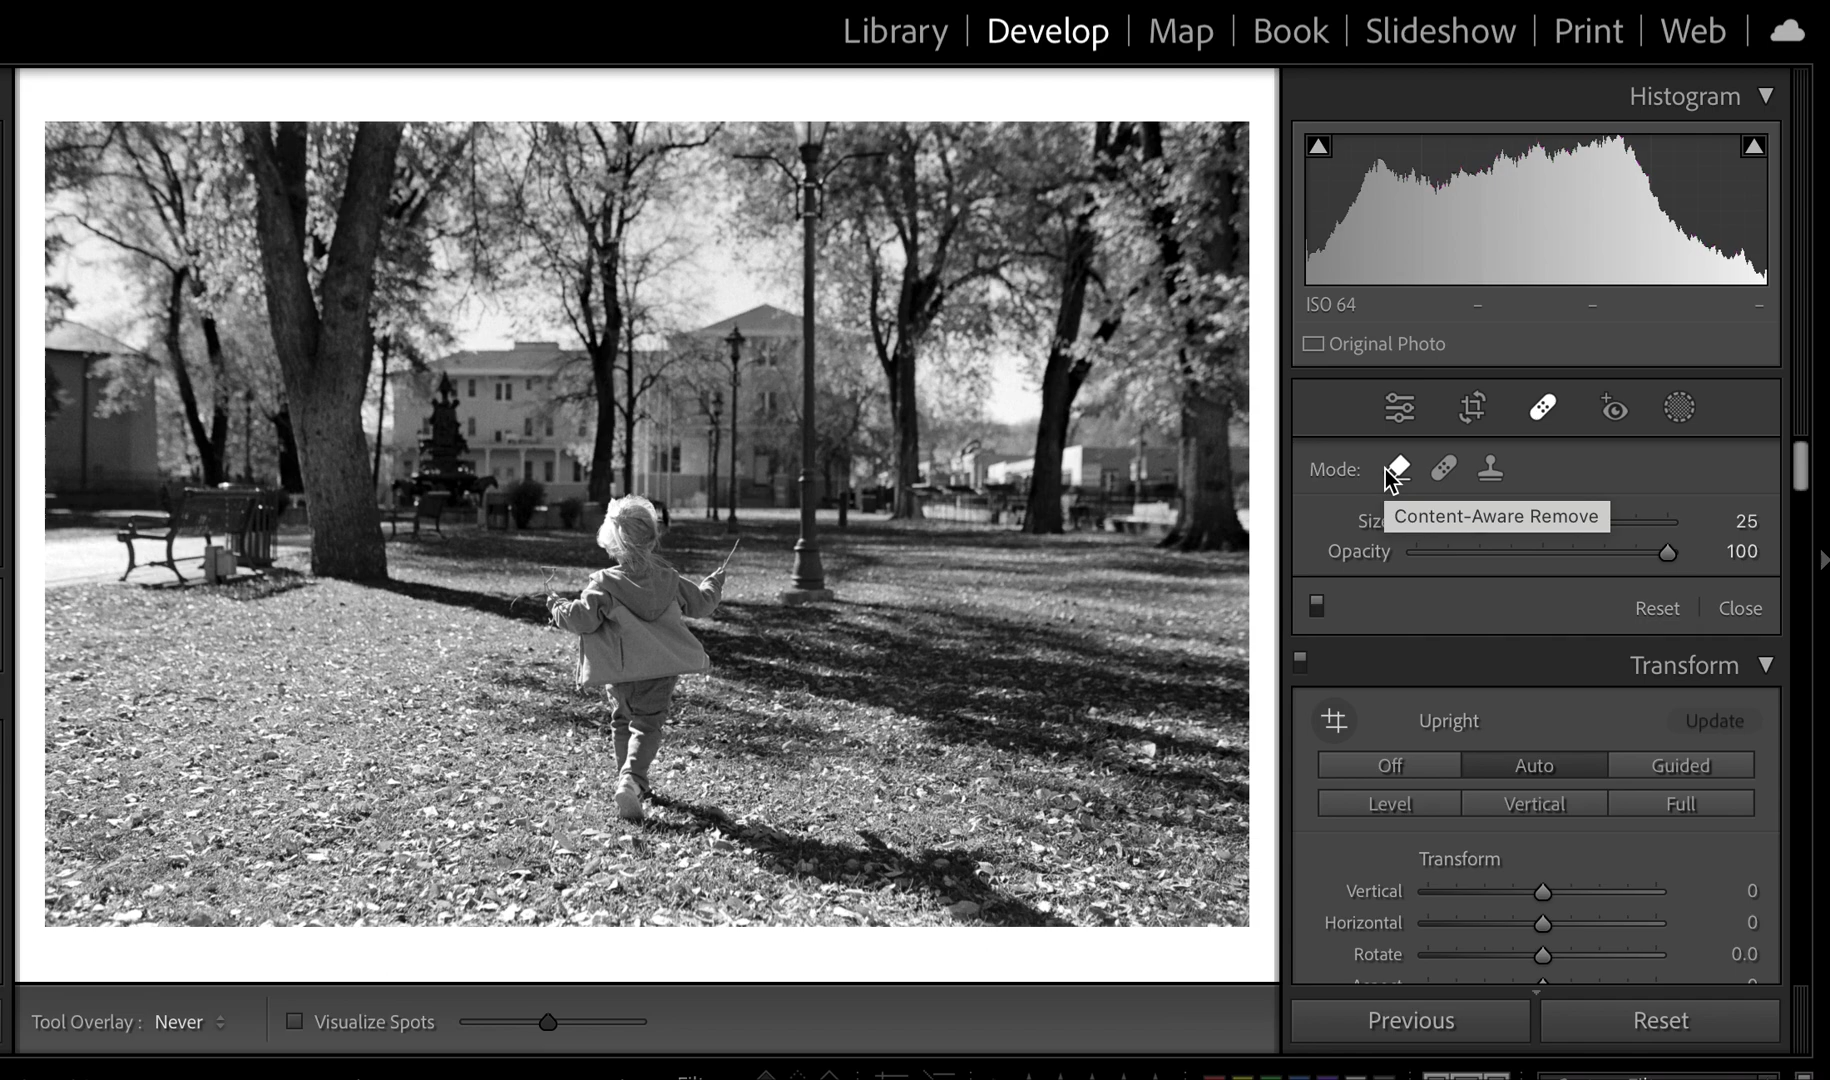 Library | Develop | Map | Book | Slideshow | Print | Web
Histogram
ISO 64 – – –
Original Photo
Mode:
Content-Aware Remove
25
Opacity 100
Reset | Close
Transform
Upright Update
Off Auto Guided
Level Vertical Full
Transform
Vertical 0
Horizontal 0
Rotate 0.0
Tool Overlay : Never Visualize Spots
Previous Reset